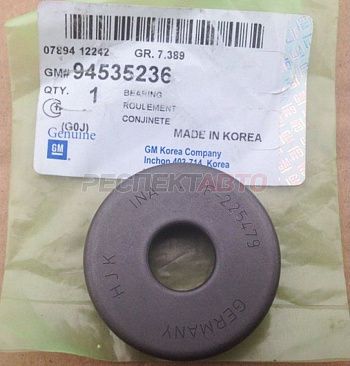 07894 12242 GR. 7.389
GM# 94535236
QTY. 1 BEARING
ROULEMENT
CONJINETE
(G0J)
MADE IN KOREA
Genuine
GM
GM Korea Company
Inchon 403-714, Korea
РЕСПЕКТАВТО
INA
225479
HJK
GERMANY